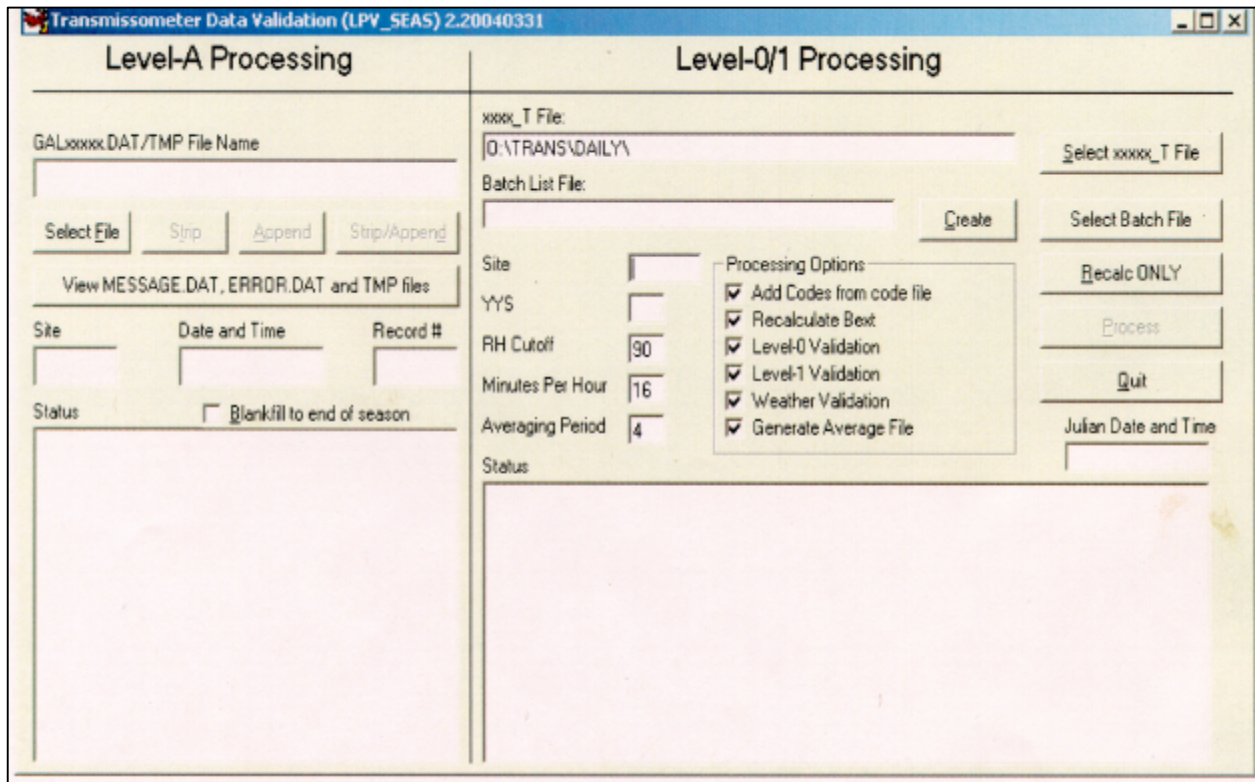 Transmissometer Data Validation (LPV_SEAS) 2.20040331
Level-A Processing
GALxxxxx.DAT/TMP File Name
Select File
Strip
Append
Strip/Append
View MESSAGE.DAT, ERROR.DAT and TMP files
Site
Date and Time
Record #
Status
Blankfill to end of season
Level-0/1 Processing
xxxx_T File:
O:\TRANS\DAILY\
Select xxxxx_T File
Batch List File:
Create
Select Batch File
Site
YYS
RH Cutoff
90
Minutes Per Hour
16
Averaging Period
4
Processing Options
Add Codes from code file
Recalculate Bext
Level-0 Validation
Level-1 Validation
Weather Validation
Generate Average File
Recalc ONLY
Process
Quit
Julian Date and Time
Status